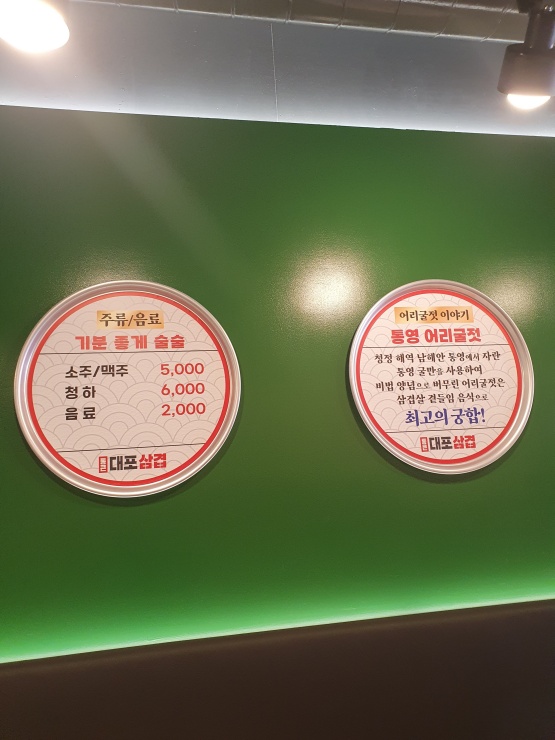 주류/음료
기분 좋게 술술
소주/맥주 5,000
청하 6,000
음료 2,000
대포삼겹
어리굴젓 이야기
통영 어리굴젓
청정 해역 남해안 통영에서 자란
통영 굴만을 사용하여
비법 양념으로 버무린 어리굴젓은
삼겹살 곁들임 음식으로
최고의 궁합!
대포삼겹